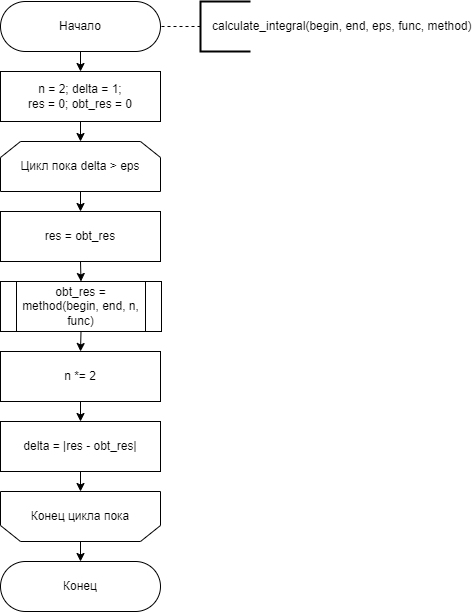 Начало
calculate_integral(begin, end, eps, func, method)
n = 2; delta = 1;
res = 0; obt_res = 0
Цикл пока delta > eps
res = obt_res
obt_res =
method(begin, end, n,
func)
n *= 2
delta = |res - obt_res|
Конец цикла пока
Конец